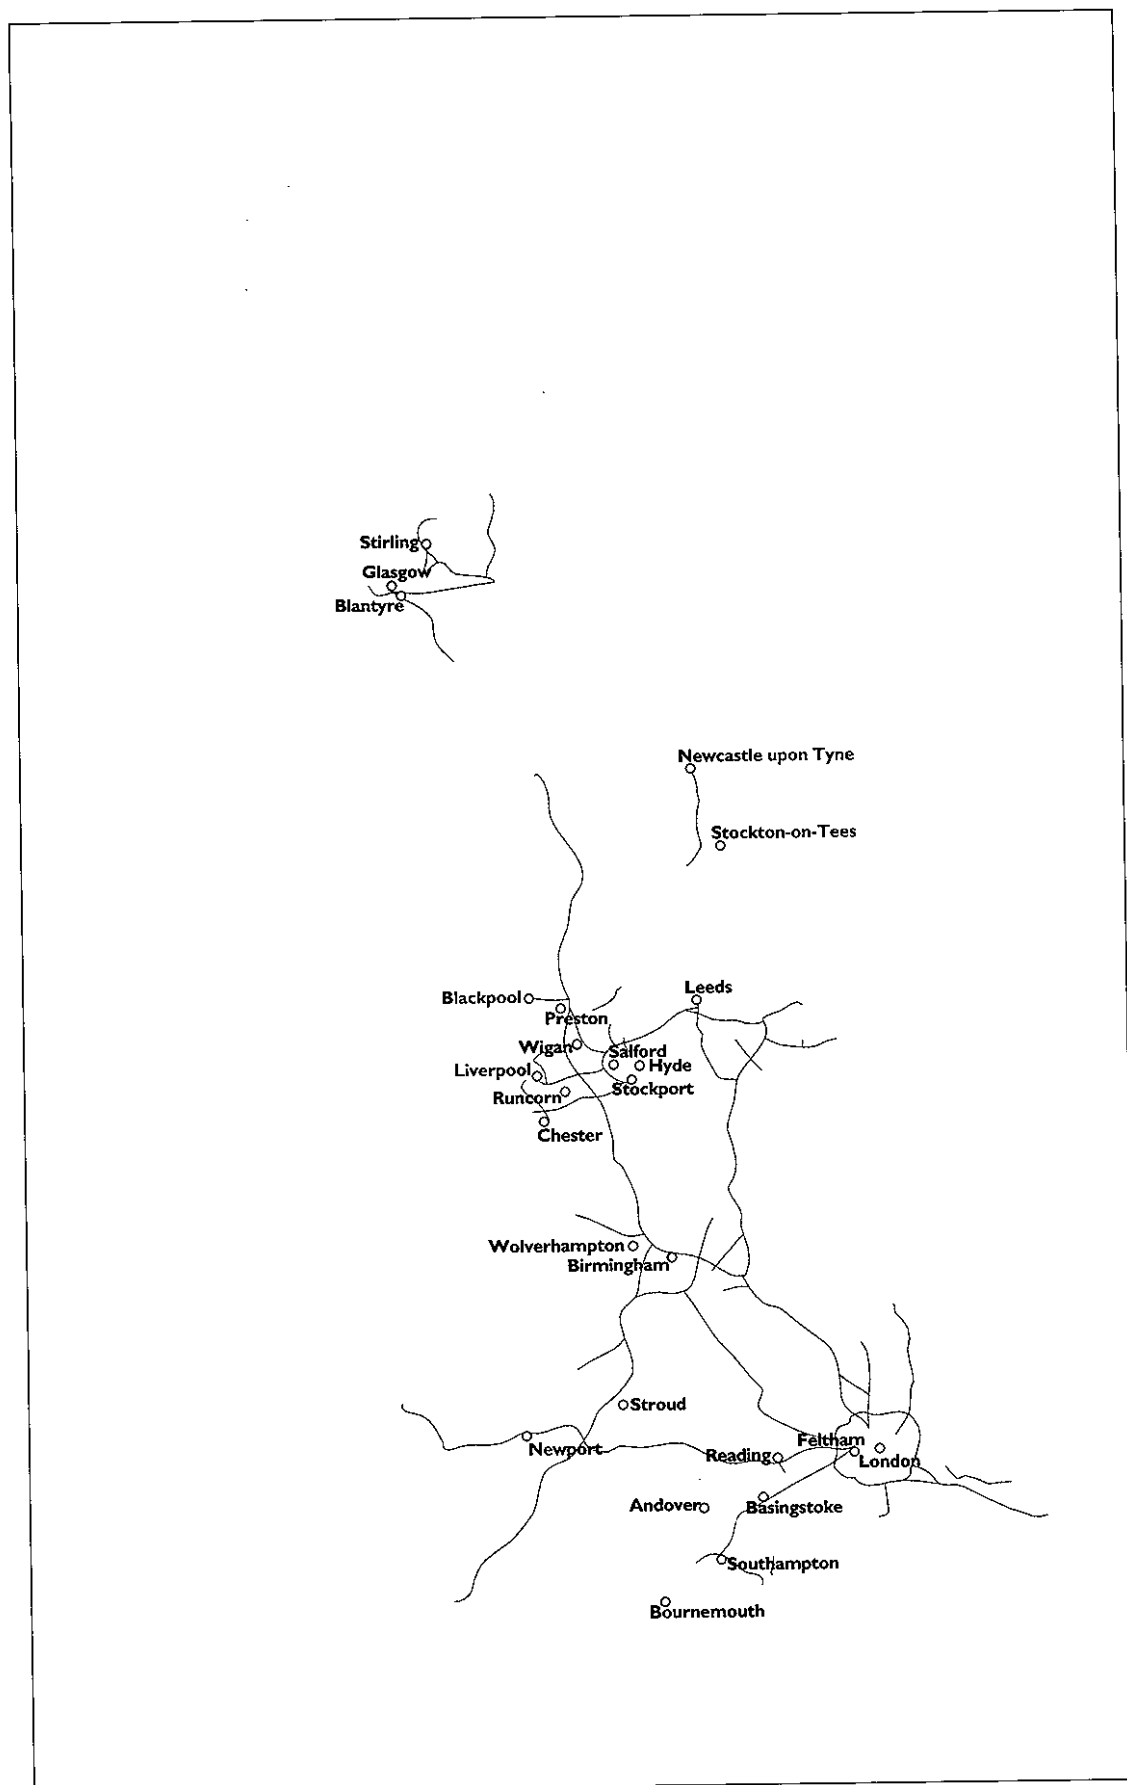 Stirling
Glasgow
Blantyre
Newcastle upon Tyne
Stockton-on-Tees
Leeds
Blackpool
Preston
Wigan
Salford
Hyde
Liverpool
Stockport
Runcorn
Chester
Wolverhampton
Birmingham
Stroud
Newport
Feltham
Reading
London
Andover
Basingstoke
Southampton
Bournemouth